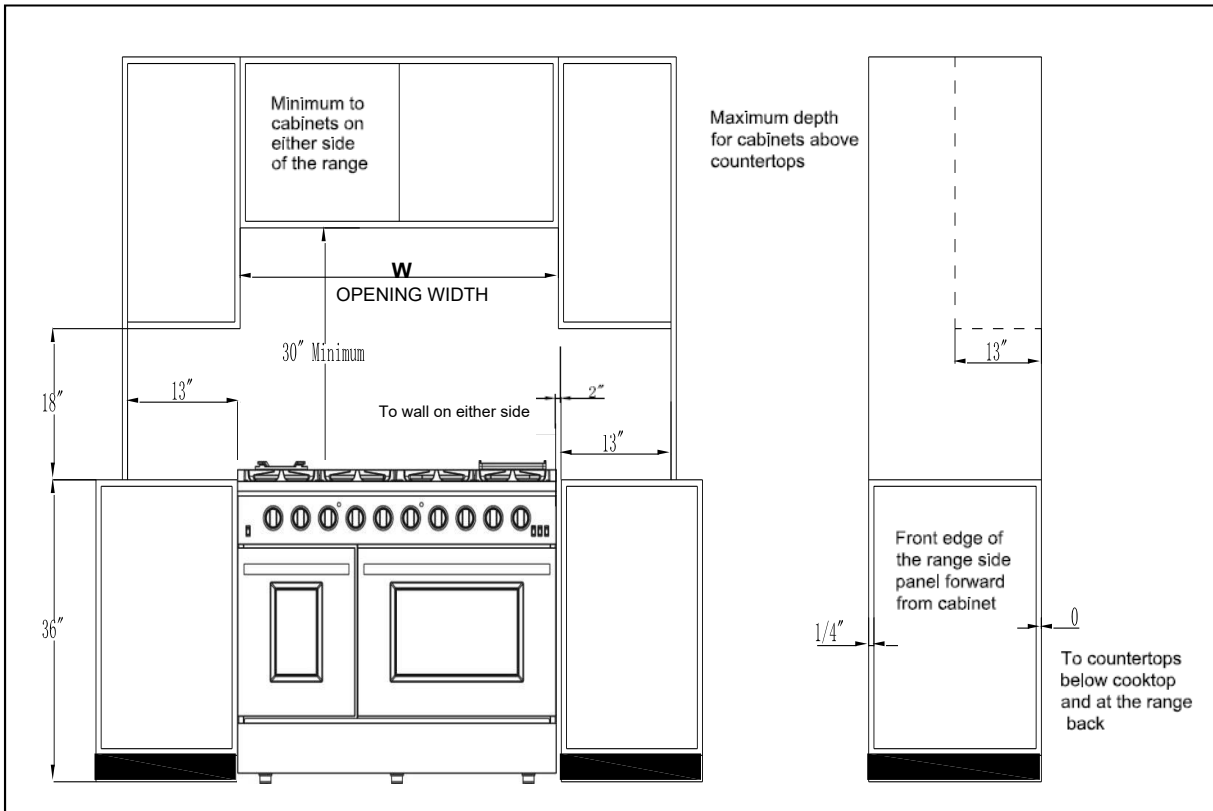 Minimum to
cabinets on
either side
of the range
Maximum depth
for cabinets above
countertops
W
OPENING WIDTH
30" Minimum
13"
18"
13"
2"
To wall on either side
13"
36"
Front edge of
the range side
panel forward
from cabinet
1/4"
0
To countertops
below cooktop
and at the range
back